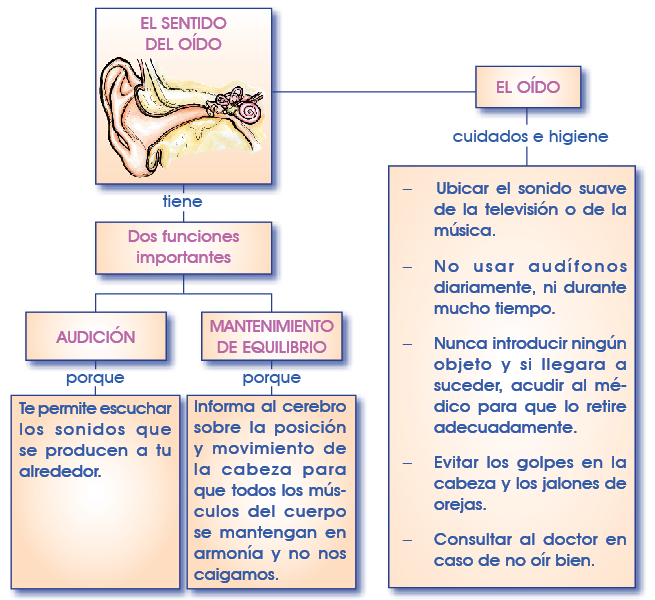 EL SENTIDO
DEL OÍDO
tiene
Dos funciones
importantes
AUDICIÓN
porque
Te permite escuchar
los sonidos que
se producen a tu
alrededor.
MANTENIMIENTO
DE EQUILIBRIO
porque
Informa al cerebro
sobre la posición
y movimiento de
la cabeza para
que todos los mús-
culos del cuerpo
se mantengan en
armonía y no nos
caigamos.
EL OÍDO
cuidados e higiene
– Ubicar el sonido suave
de la televisión o de la
música.
– No usar audífonos
diariamente, ni durante
mucho tiempo.
– Nunca introducir ningún
objeto y si llegara a
suceder, acudir al mé-
dico para que lo retire
adecuadamente.
– Evitar los golpes en la
cabeza y los jalones de
orejas.
– Consultar al doctor en
caso de no oír bien.